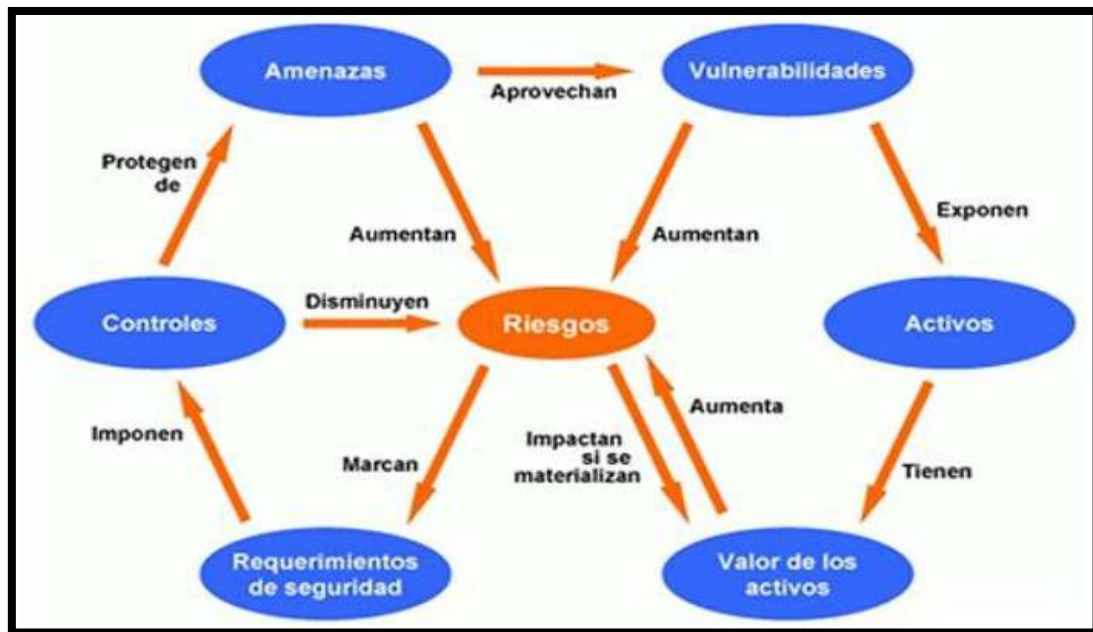 Amenazas
Aprovechan
Vulnerabilidades
Protegen
de
Aumentan
Aumentan
Exponen
Controles
Disminuyen
Riesgos
Activos
Imponen
Marcan
Impactan
si se
materializan
Aumenta
Tienen
Requerimientos
de seguridad
Valor de los
activos